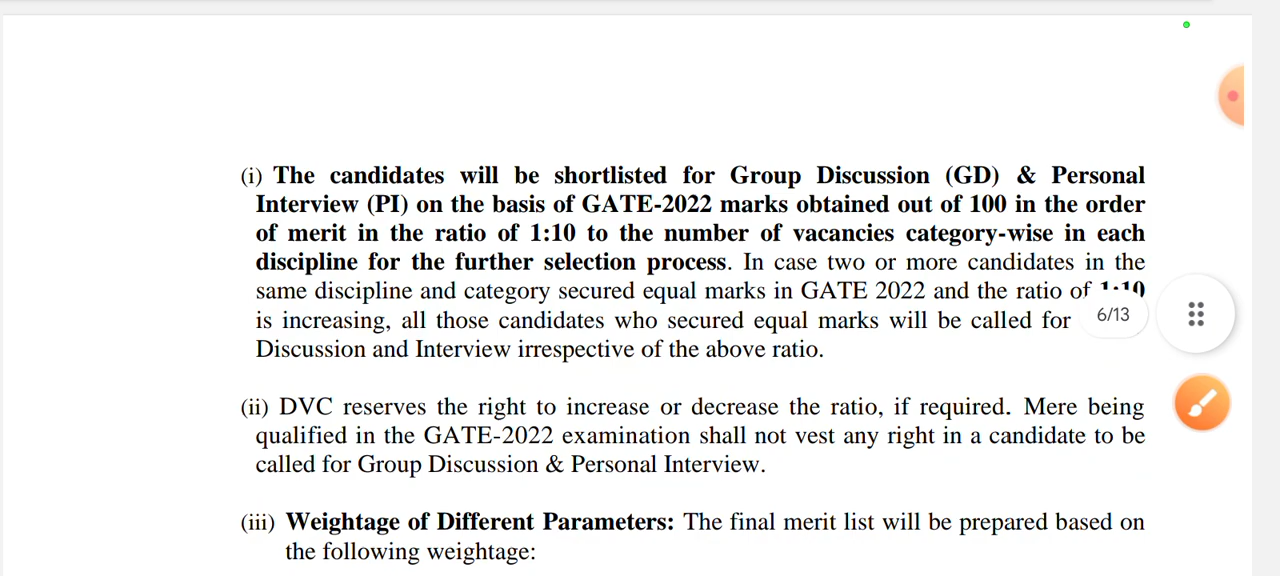 (i) The candidates will be shortlisted for Group Discussion (GD) & Personal
Interview (PI) on the basis of GATE-2022 marks obtained out of 100 in the order
of merit in the ratio of 1:10 to the number of vacancies category-wise in each
discipline for the further selection process. In case two or more candidates in the
same discipline and category secured equal marks in GATE 2022 and the ratio of 1:10
is increasing, all those candidates who secured equal marks will be called for
6/13
Discussion and Interview irrespective of the above ratio.
(ii) DVC reserves the right to increase or decrease the ratio, if required. Mere being
qualified in the GATE-2022 examination shall not vest any right in a candidate to be
called for Group Discussion & Personal Interview.
(iii) Weightage of Different Parameters: The final merit list will be prepared based on
the following weightage: